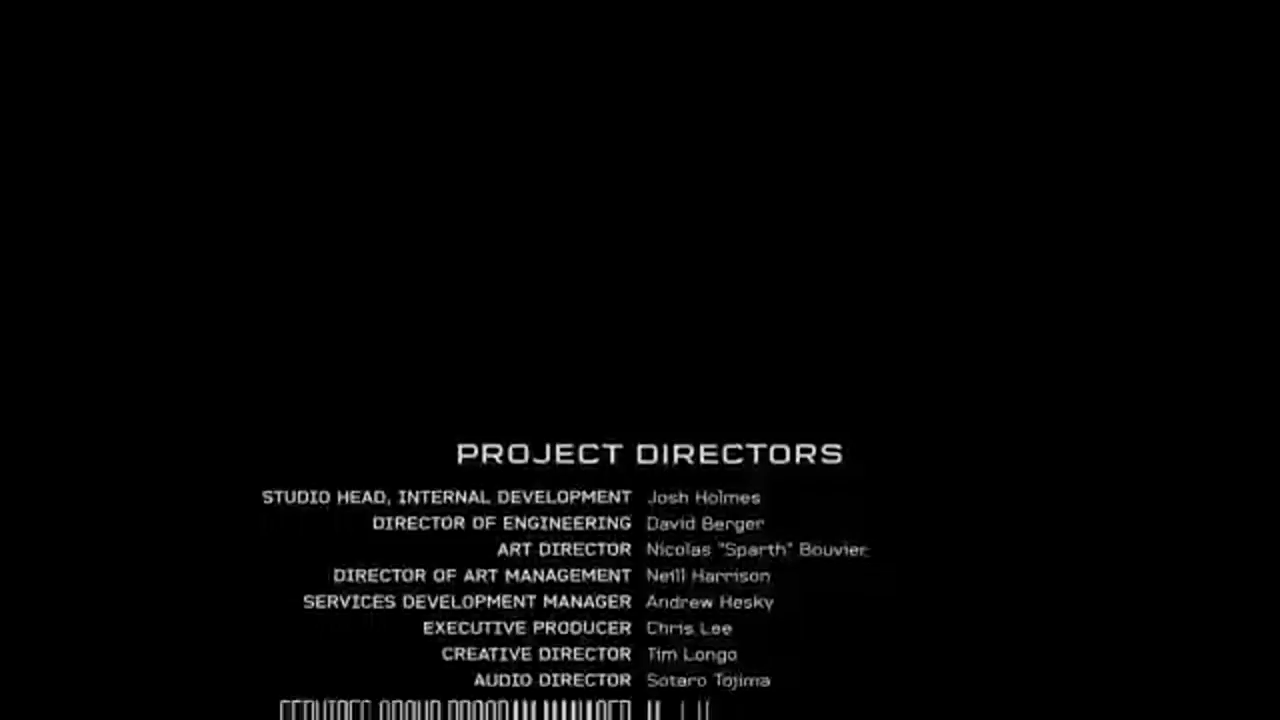 PROJECT DIRECTORS
STUDIO HEAD, INTERNAL DEVELOPMENT Josh Holmes
DIRECTOR OF ENGINEERING David Berger
ART DIRECTOR Nicolas "Sparth" Bouvier
DIRECTOR OF ART MANAGEMENT Neill Harrison
SERVICES DEVELOPMENT MANAGER Andrew Hesky
EXECUTIVE PRODUCER Chris Lee
CREATIVE DIRECTOR Tim Longo
AUDIO DIRECTOR Sotaro Tojima